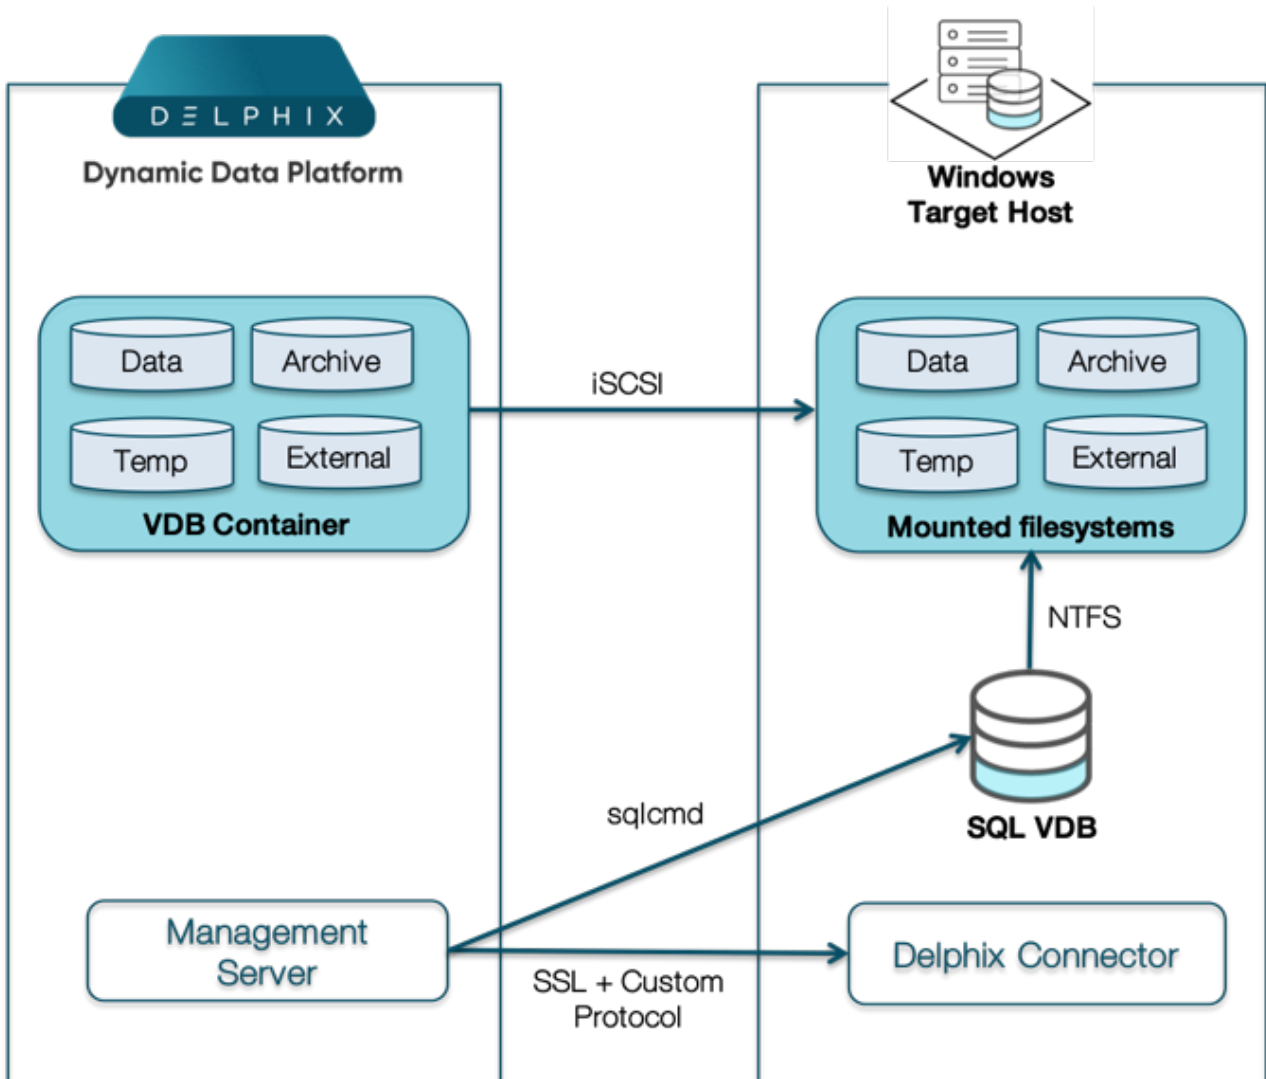 DELPHIX
Dynamic Data Platform
Windows
Target Host
Data
Archive
Temp
External
VDB Container
iSCSI
Data
Archive
Temp
External
Mounted filesystems
NTFS
sqlcmd
SQL VDB
Management
Server
SSL + Custom
Protocol
Delphix Connector